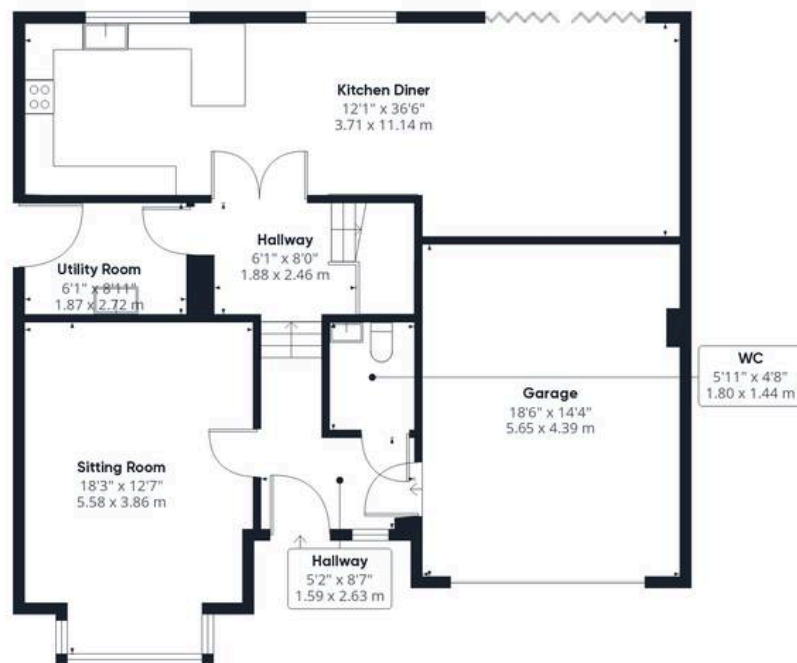 Kitchen Diner
12'1" x 36'6"
3.71 x 11.14 m
Hallway
6'1" x 8'0"
1.88 x 2.46 m
Utility Room
6'1" x 8'11"
1.87 x 2.72 m
WC
5'11" x 4'8"
1.80 x 1.44 m
Garage
18'6" x 14'4"
5.65 x 4.39 m
Sitting Room
18'3" x 12'7"
5.58 x 3.86 m
Hallway
5'2" x 8'7"
1.59 x 2.63 m